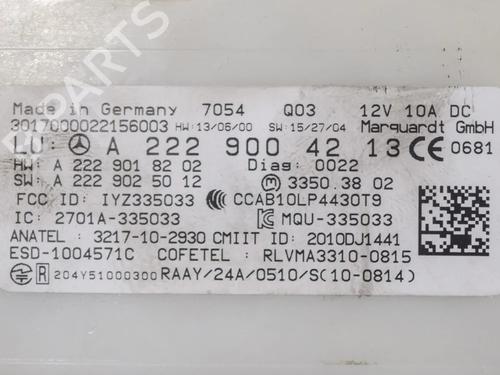 Made in Germany 7054 Q03 12V 10A DC
3017000022156003 HW:13/06/00 SW:15/27/04 Marquardt GmbH
LU: A 222 900 42 13 CE 0681
HW: A 222 901 82 02 Diag: 0022
SW: A 222 902 50 12 M 3350.3802
FCC ID: IYZ335033 CCAB10LP4430T9
IC: 2701A-335033 MQU-335033
ANATEL : 3217-10-2930 CMIIT ID: 2010DJ1441
ESD-1004571C COFETEL : RLVMA3310-0815
R 204Y51000300 RAAY/24A/0510/S(10-0814)
B-PARTS